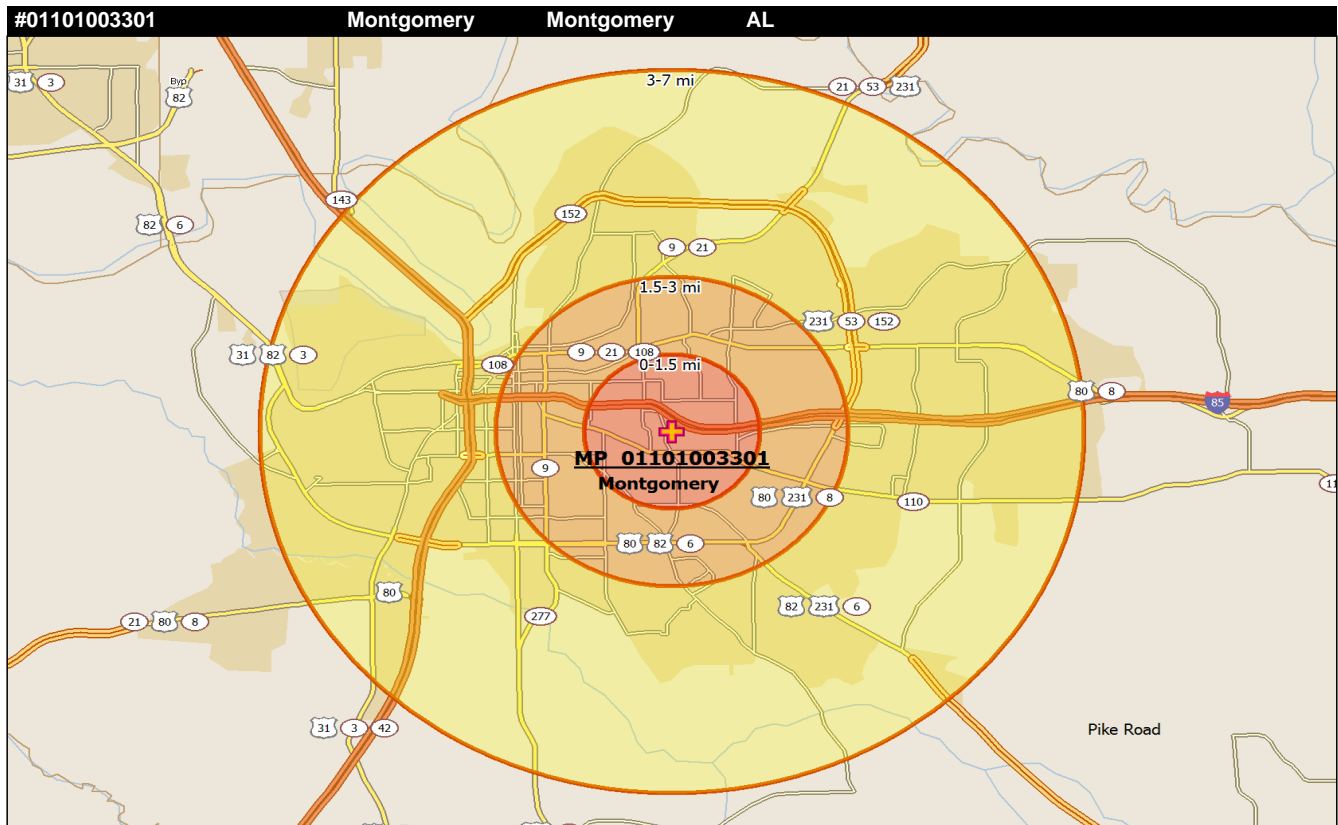 #01101003301 Montgomery Montgomery AL
3-7 mi
31 3
Byp
82
21 53 231
143
152
82 6
9 21
1.5-3 mi
231 53 152
31 82 3
9 21 108
108
0-1.5 mi
80 8
85
MP 01101003301
Montgomery
9
80 231 8
110
11
80 82 6
80
82 231 6
277
21 80 8
31 3 42
Pike Road